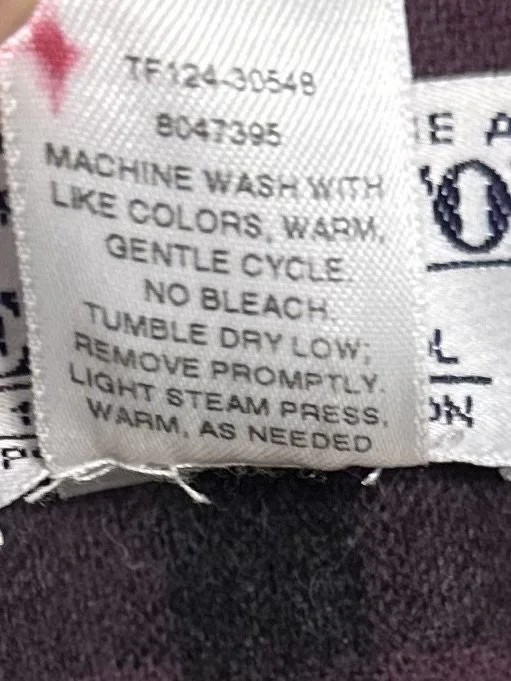 TF124-30548
8047395
MACHINE WASH WITH
LIKE COLORS, WARM,
GENTLE CYCLE.
NO BLEACH.
TUMBLE DRY LOW;
REMOVE PROMPTLY.
LIGHT STEAM PRESS,
WARM, AS NEEDED